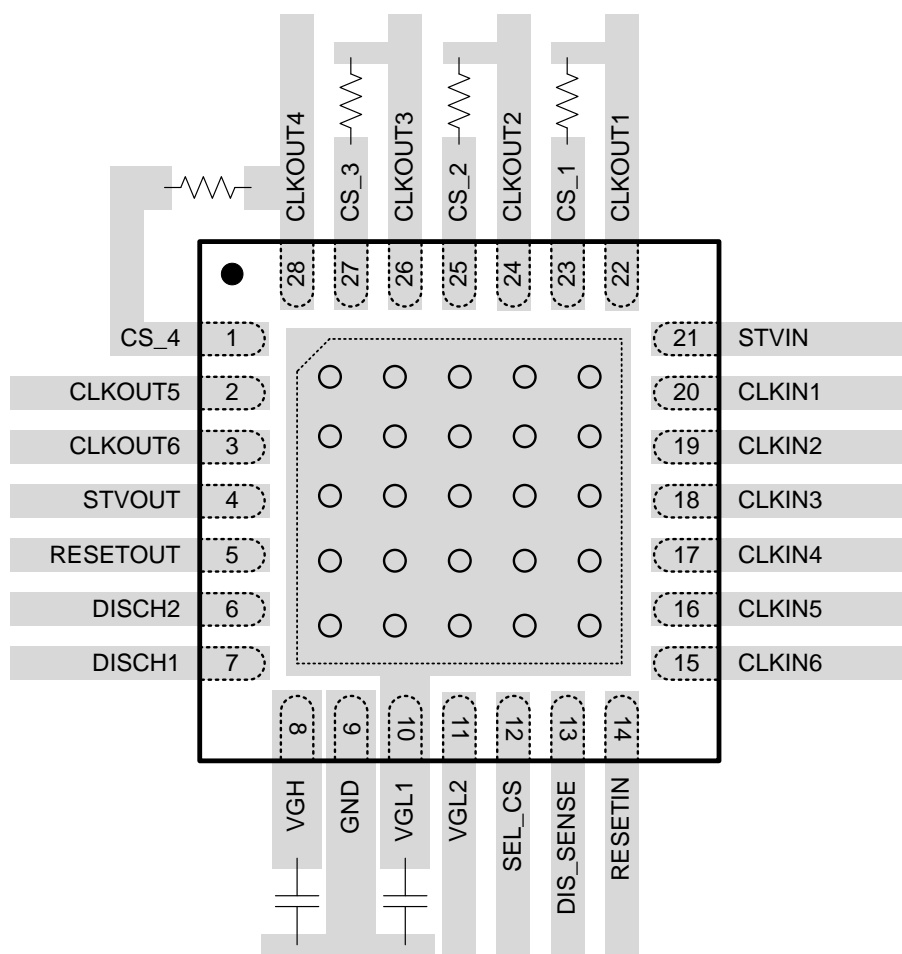 CLKOUT4
CS_3
CLKOUT3
CS_2
CLKOUT2
CS_1
CLKOUT1
28
27
26
25
24
23
22
CS_4 1
CLKOUT5 2
CLKOUT6 3
STVOUT 4
RESETOUT 5
DISCH2 6
DISCH1 7
21 STVIN
20 CLKIN1
19 CLKIN2
18 CLKIN3
17 CLKIN4
16 CLKIN5
15 CLKIN6
8
9
10
11
12
13
14
VGH
GND
VGL1
VGL2
SEL_CS
DIS_SENSE
RESETIN